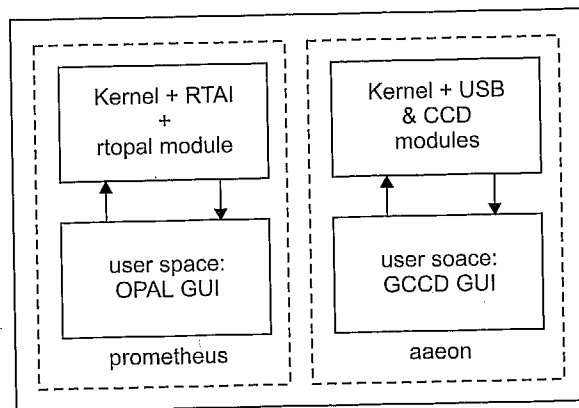 Kernel + RTAI
+
rtopal module
user space:
OPAL GUI
prometheus
Kernel + USB
& CCD
modules
user soace:
GCCD GUI
aaeon